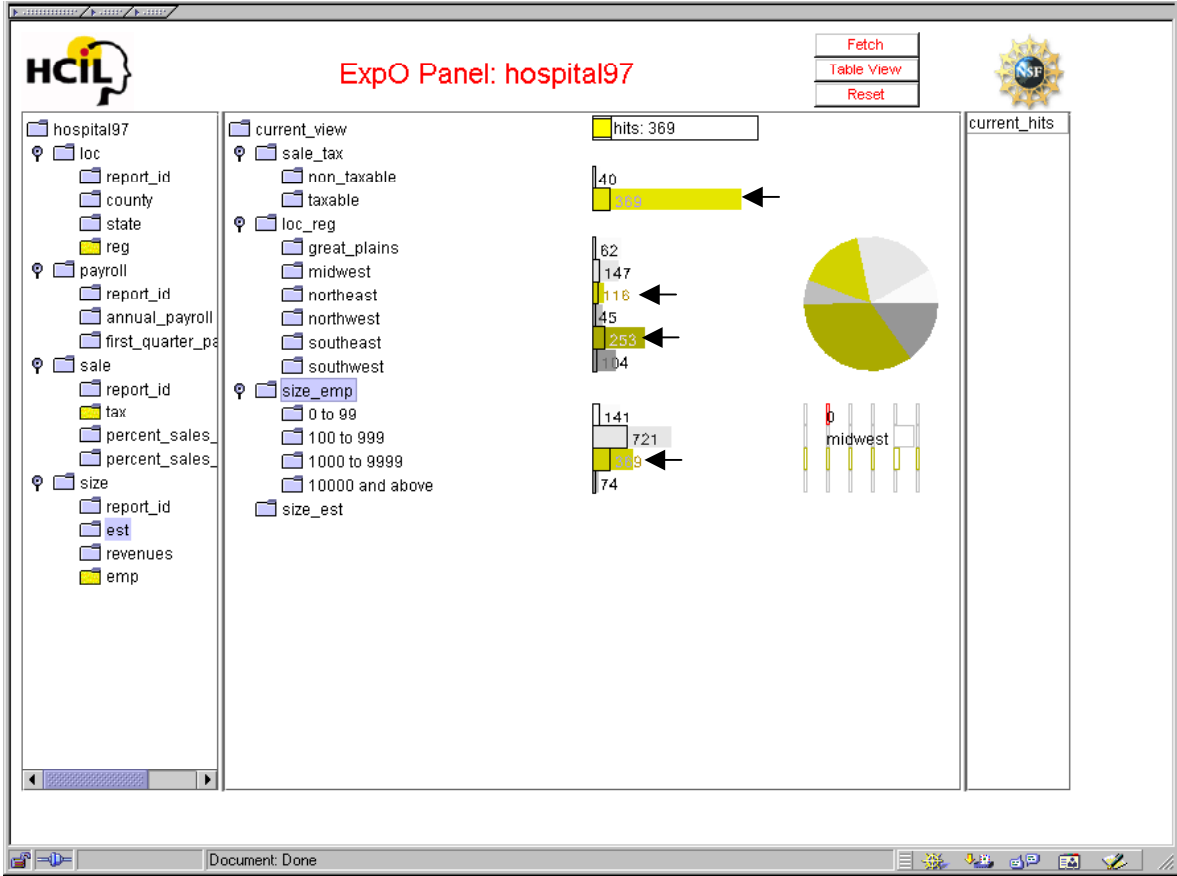 HCIL
ExpO Panel: hospital97
Fetch
Table View
Reset
NSF
hospital97
loc
report_id
county
state
reg
payroll
report_id
annual_payroll
first_quarter_pa
sale
report_id
tax
percent_sales_
percent_sales_
size
report_id
est
revenues
emp
current_view
hits: 369
sale_tax
non_taxable
40
taxable
369
loc_reg
great_plains
62
midwest
147
northeast
116
northwest
45
southeast
253
southwest
104
size_emp
0 to 99
141
100 to 999
721
1000 to 9999
369
10000 and above
74
size_est
0
midwest
current_hits
Document: Done